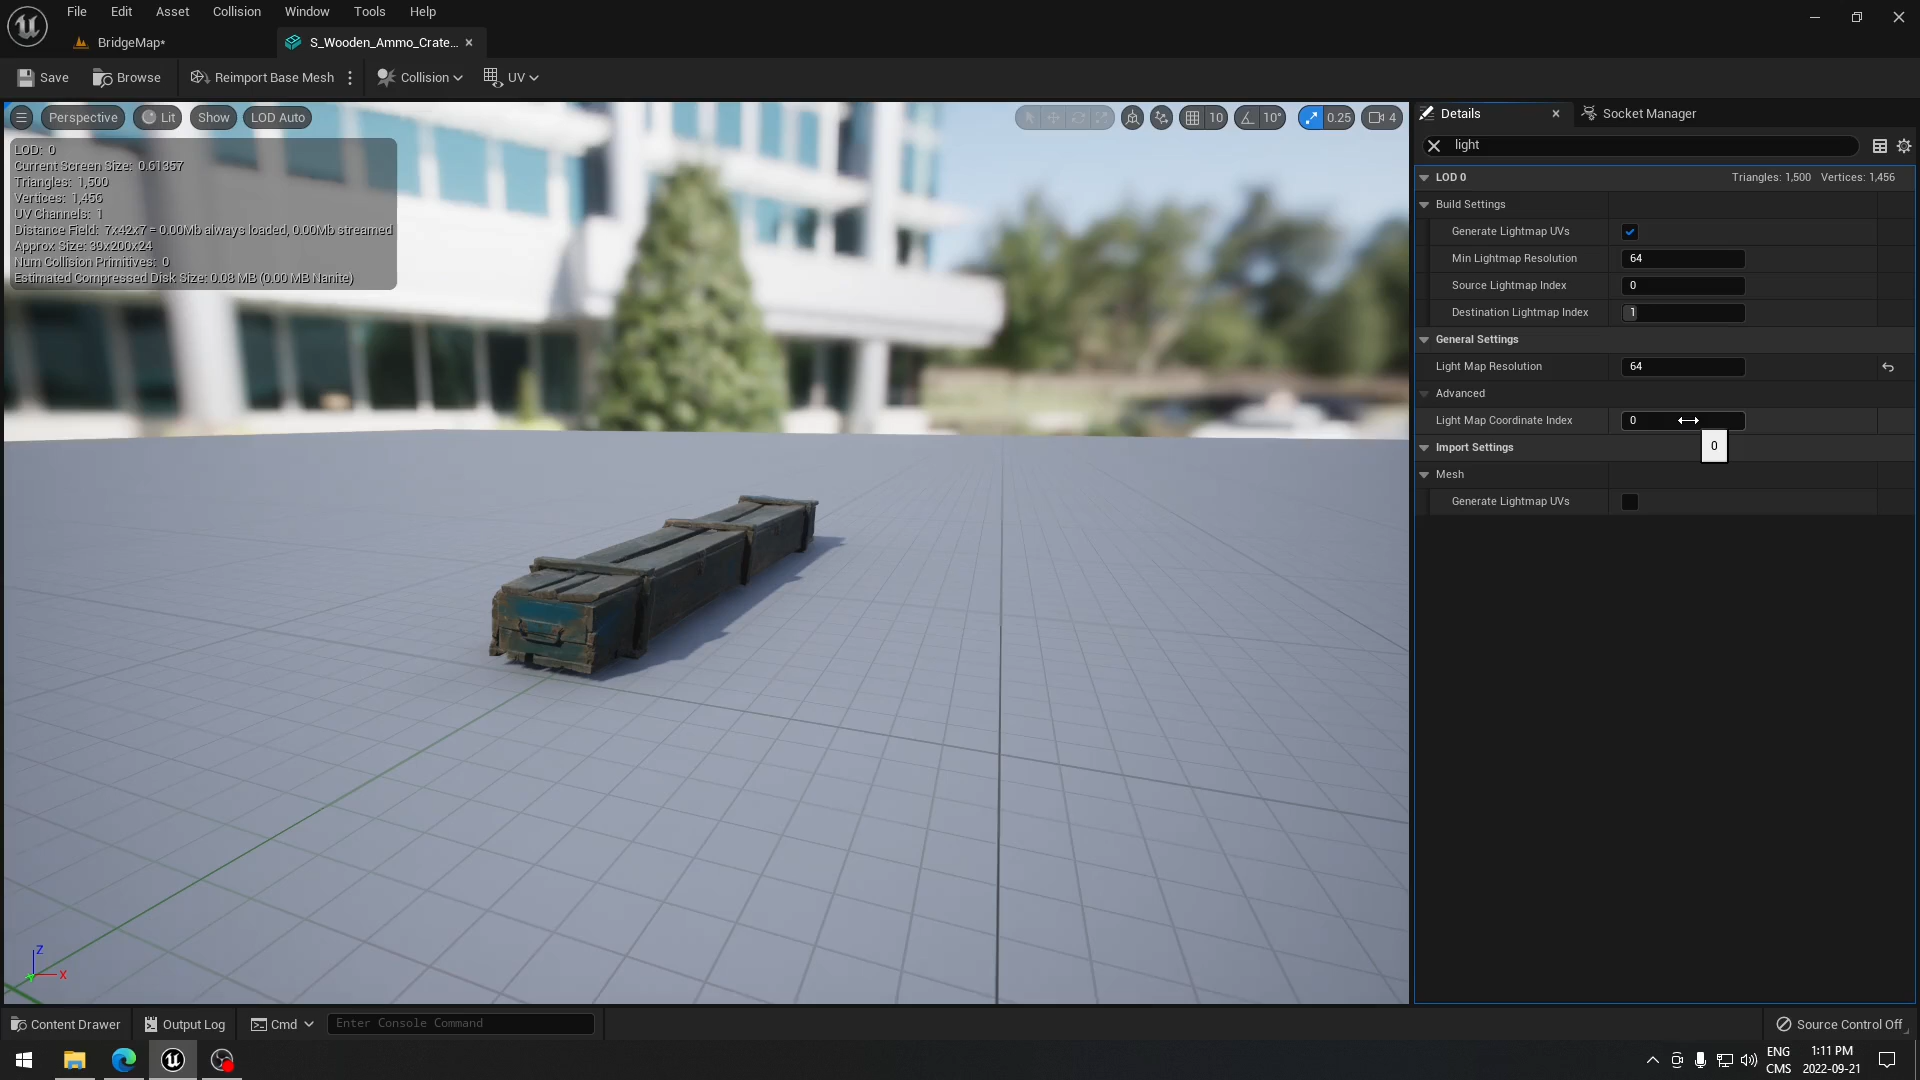 File Edit Asset Collision Window Tools Help
BridgeMap*
S_Wooden_Ammo_Crate...
Save
Browse
Reimport Base Mesh
Collision
UV
Perspective
Lit
Show
LOD Auto
10
10°
0.25
4
LOD: 0
Current Screen Size: 0.61357
Triangles: 1,500
Vertices: 1,456
UV Channels: 1
Distance Field: 7x42x7 = 0.00Mb always loaded, 0.00Mb streamed
Approx Size: 39x200x24
Num Collision Primitives: 0
Estimated Compressed Disk Size: 0.08 MB (0.00 MB Nanite)
Z
X
Details
Socket Manager
light
LOD 0 Triangles: 1,500 Vertices: 1,456
Build Settings
Generate Lightmap UVs
Min Lightmap Resolution 64
Source Lightmap Index 0
Destination Lightmap Index 1
General Settings
Light Map Resolution 64
Advanced
Light Map Coordinate Index 0
0
Import Settings
Mesh
Generate Lightmap UVs
Content Drawer
Output Log
Cmd
Enter Console Command
Source Control Off
ENG
CMS
1:11 PM
2022-09-21